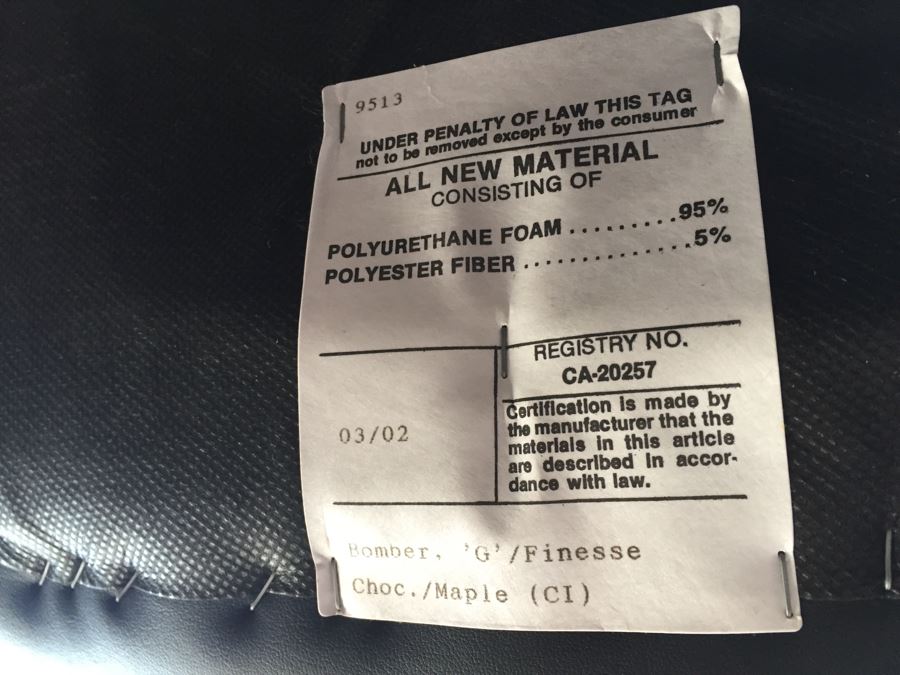 9513
UNDER PENALTY OF LAW THIS TAG
not to be removed except by the consumer
ALL NEW MATERIAL
CONSISTING OF
POLYURETHANE FOAM.........95%
POLYESTER FIBER..............5%
REGISTRY NO.
CA-20257
03/02
Certification is made by
the manufacturer that the
materials in this article
are described in accor-
dance with law.
Bomber, 'G'/Finesse
Choc./Maple (CI)